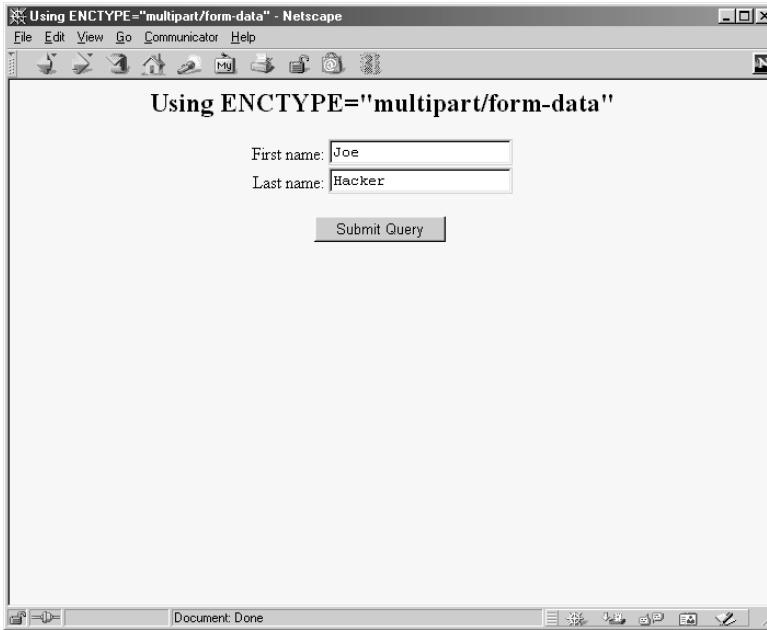 Using ENCTYPE="multipart/form-data" - Netscape
File Edit View Go Communicator Help
My
N
Using ENCTYPE="multipart/form-data"
First name: Joe
Last name: Hacker
Submit Query
Document: Done